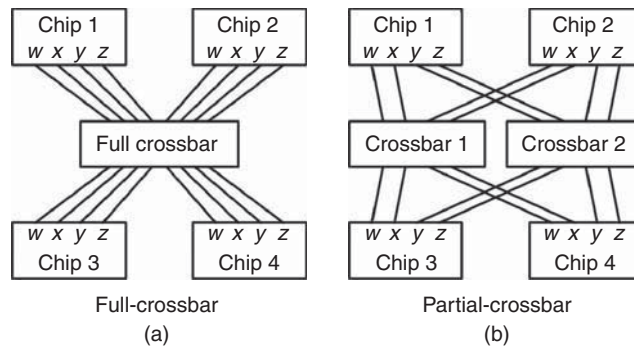 Chip 1
w x y z
Chip 2
w x y z
Full crossbar
w x y z
Chip 3
w x y z
Chip 4
Full-crossbar
(a)
Chip 1
w x y z
Chip 2
w x y z
Crossbar 1
Crossbar 2
w x y z
Chip 3
w x y z
Chip 4
Partial-crossbar
(b)